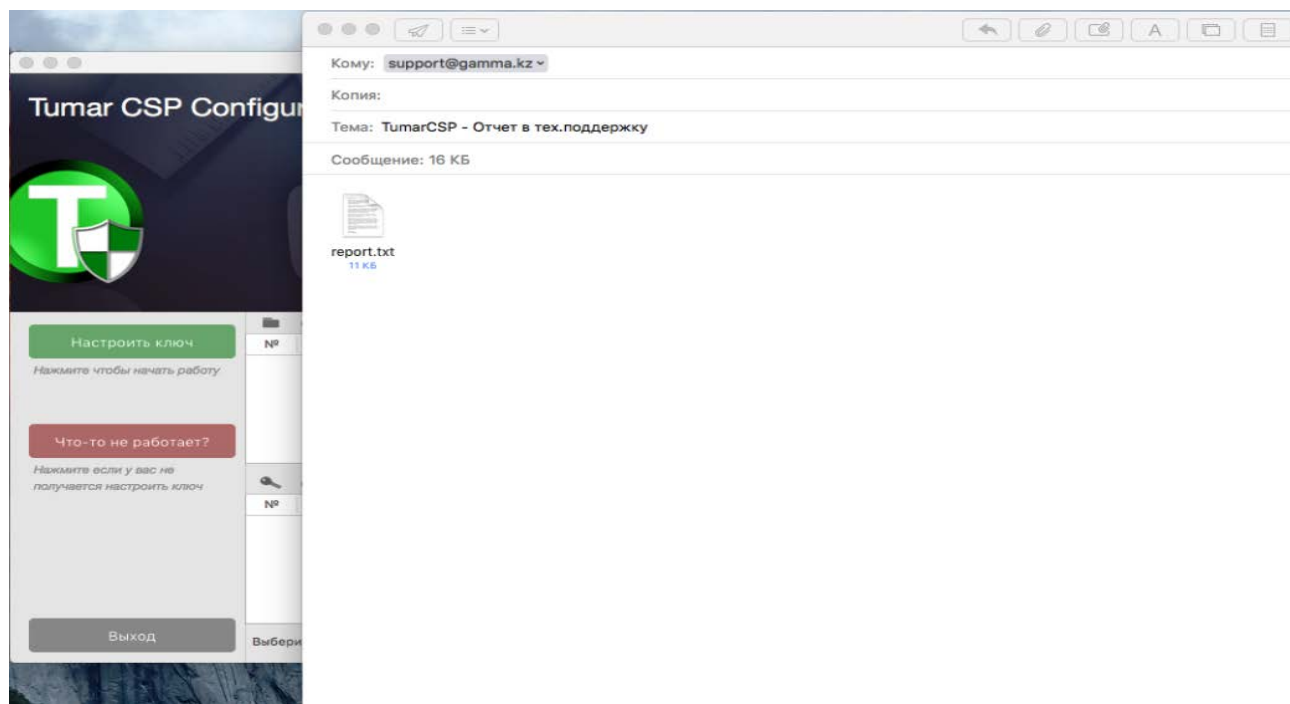 Tumar CSP Configur
Настроить ключ
Нажмите чтобы начать работу
Что-то не работает?
Нажмите если у вас не
получается настроить ключ
Выход
№
№
Выбери
Кому: support@gamma.kz
Копия:
Тема: TumarCSP - Отчет в тех.поддержку
Сообщение: 16 КБ
report.txt
11 КБ